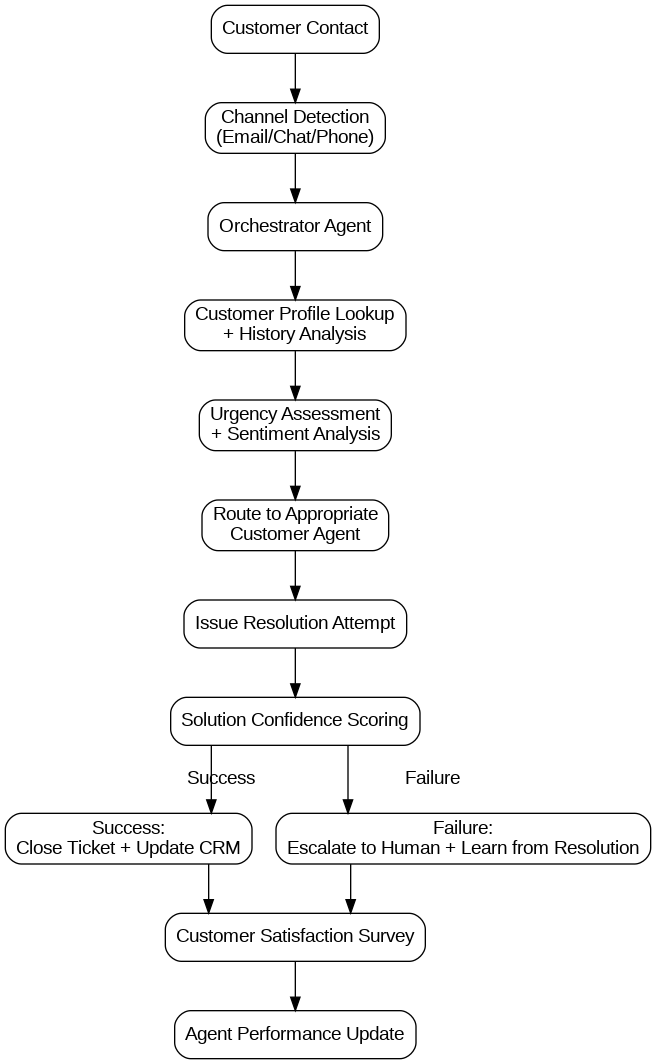 Customer Contact
Channel Detection
(Email/Chat/Phone)
Orchestrator Agent
Customer Profile Lookup
+ History Analysis
Urgency Assessment
+ Sentiment Analysis
Route to Appropriate
Customer Agent
Issue Resolution Attempt
Solution Confidence Scoring
Success
Failure
Success:
Close Ticket + Update CRM
Failure:
Escalate to Human + Learn from Resolution
Customer Satisfaction Survey
Agent Performance Update